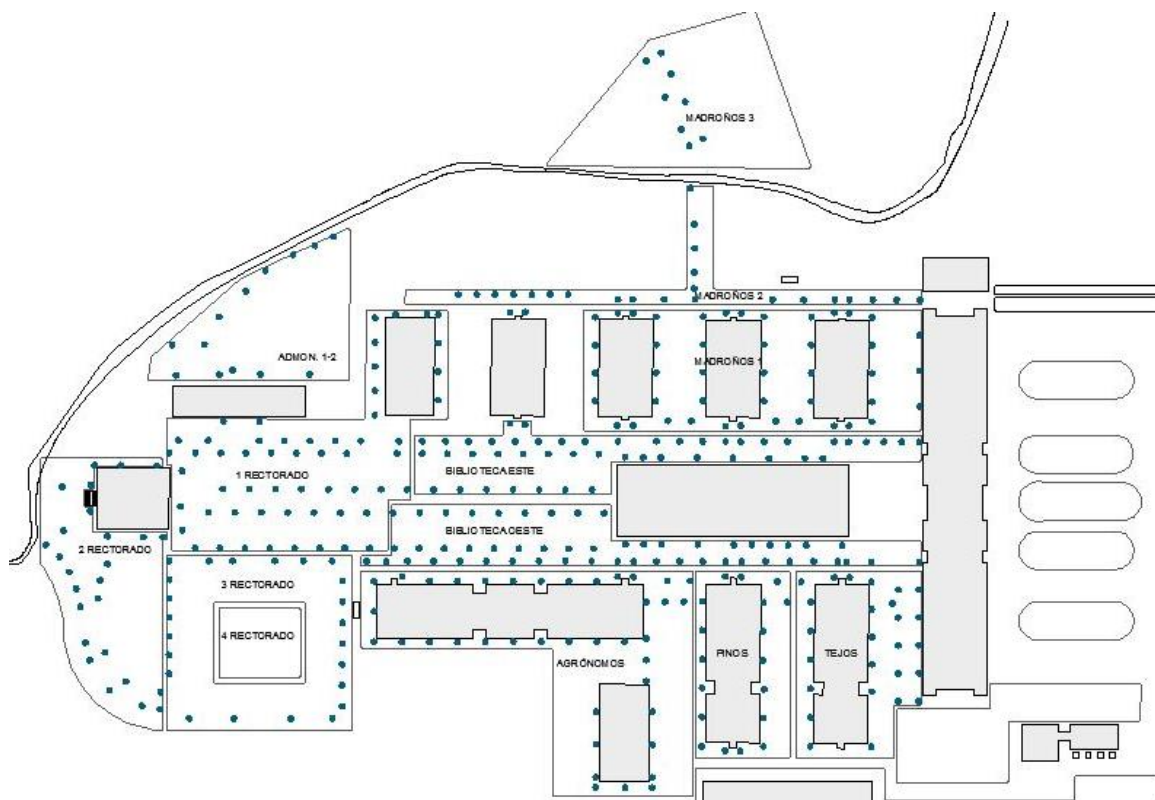 MADROÑOS 3
MADROÑOS 2
ADMON. 1-2
MADROÑOS 1
1 RECTORADO
BIBLIOTECA ESTE
BIBLIOTECA OESTE
2 RECTORADO
3 RECTORADO
4 RECTORADO
AGRÓNOMOS
PINOS
TEJOS